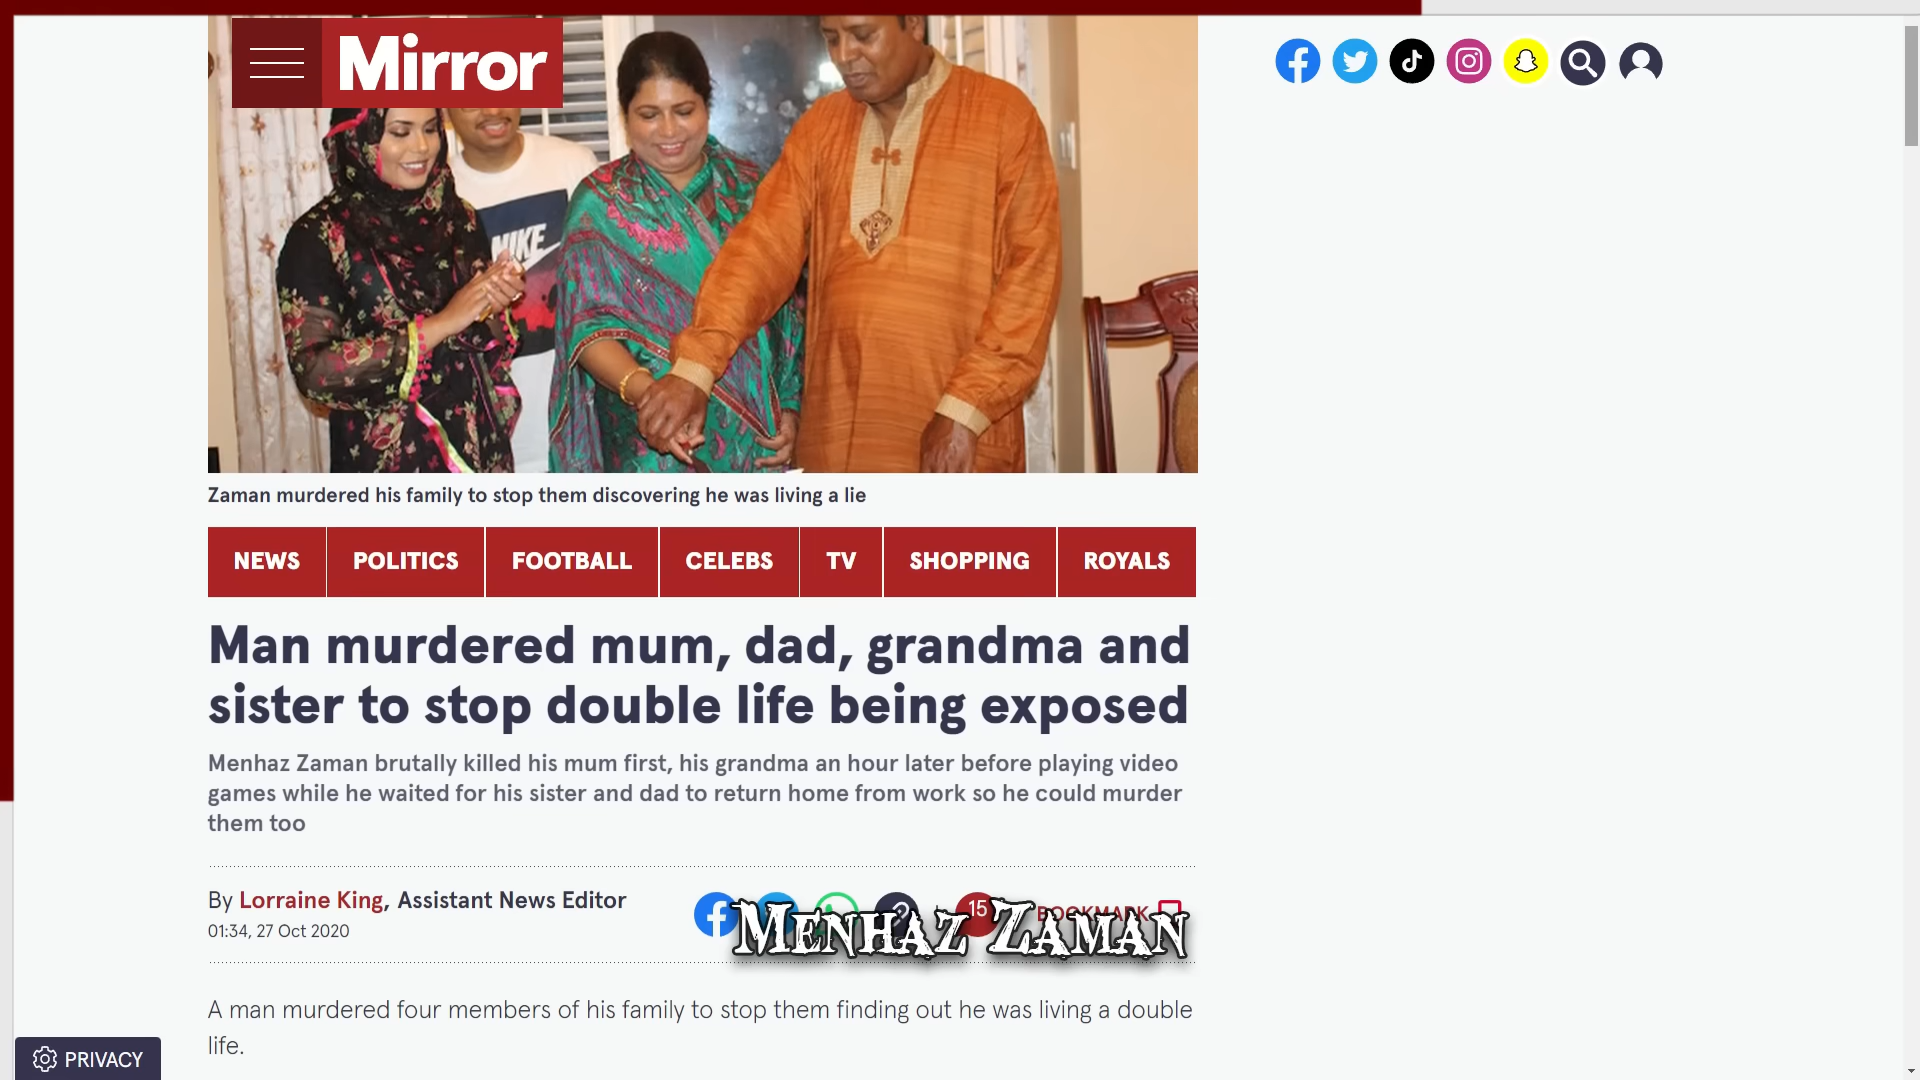 Mirror
NIKE
Zaman murdered his family to stop them discovering he was living a lie
NEWS POLITICS FOOTBALL CELEBS TV SHOPPING ROYALS
Man murdered mum, dad, grandma and
sister to stop double life being exposed
Menhaz Zaman brutally killed his mum first, his grandma an hour later before playing video
games while he waited for his sister and dad to return home from work so he could murder
them too
By Lorraine King, Assistant News Editor
15 BOOKMARK
01:34, 27 Oct 2020
MENHAZ ZAMAN
A man murdered four members of his family to stop them finding out he was living a double
life.
PRIVACY